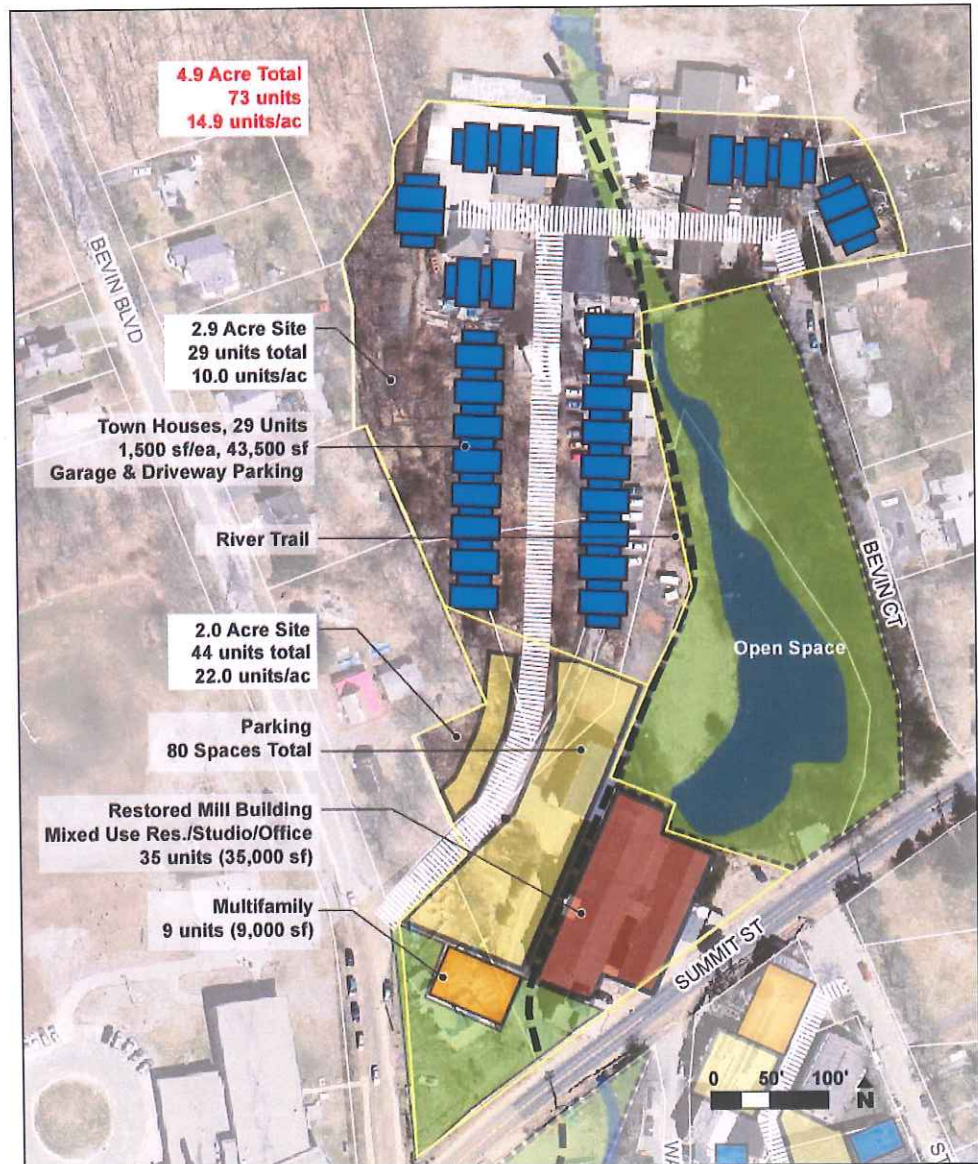 4.9 Acre Total
73 units
14.9 units/ac
BEVIN BLVD
2.9 Acre Site
29 units total
10.0 units/ac
Town Houses, 29 Units
1,500 sf/ea, 43,500 sf
Garage & Driveway Parking
River Trail
BEVIN CT
2.0 Acre Site
44 units total
22.0 units/ac
Open Space
Parking
80 Spaces Total
Restored Mill Building
Mixed Use Res./Studio/Office
35 units (35,000 sf)
Multifamily
9 units (9,000 sf)
SUMMIT ST
0 50' 100'
N
ST